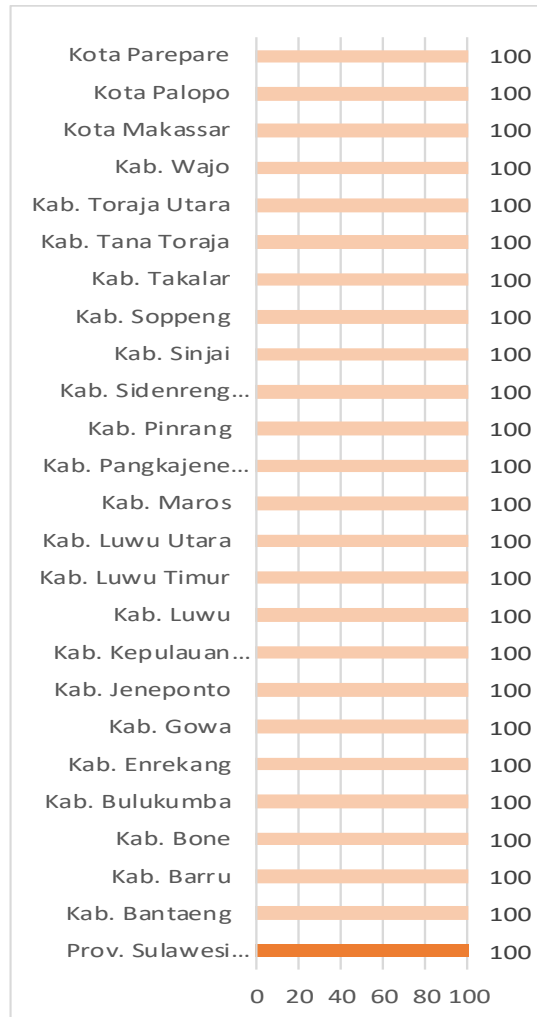 Kota Parepare 100
Kota Palopo 100
Kota Makassar 100
Kab. Wajo 100
Kab. Toraja Utara 100
Kab. Tana Toraja 100
Kab. Takalar 100
Kab. Soppeng 100
Kab. Sinjai 100
Kab. Sidenreng... 100
Kab. Pinrang 100
Kab. Pangkajene... 100
Kab. Maros 100
Kab. Luwu Utara 100
Kab. Luwu Timur 100
Kab. Luwu 100
Kab. Kepulauan... 100
Kab. Jeneponto 100
Kab. Gowa 100
Kab. Enrekang 100
Kab. Bulukumba 100
Kab. Bone 100
Kab. Barru 100
Kab. Bantaeng 100
Prov. Sulawesi... 100
0 20 40 60 80 100